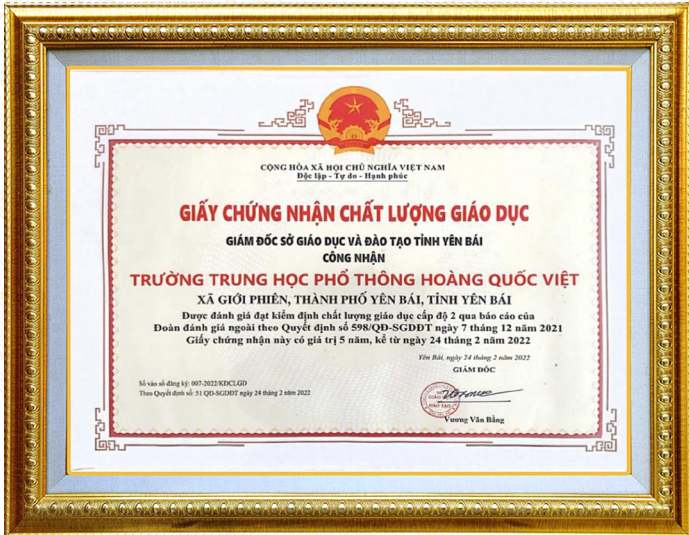 CỘNG HÒA XÃ HỘI CHỦ NGHĨA VIỆT NAM
Độc lập - Tự do - Hạnh phúc
GIẤY CHỨNG NHẬN CHẤT LƯỢNG GIÁO DỤC
GIÁM ĐỐC SỞ GIÁO DỤC VÀ ĐÀO TẠO TỈNH YÊN BÁI
CÔNG NHẬN
TRƯỜNG TRUNG HỌC PHỔ THÔNG HOÀNG QUỐC VIỆT
XÃ GIỚI PHIÊN, THÀNH PHỐ YÊN BÁI, TỈNH YÊN BÁI
Được đánh giá đạt kiểm định chất lượng giáo dục cấp độ 2 qua báo cáo của
Đoàn đánh giá ngoài theo Quyết định số 598/QĐ-SGDĐT ngày 7 tháng 12 năm 2021
Giấy chứng nhận này có giá trị 5 năm, kể từ ngày 24 tháng 2 năm 2022
Yên Bái, ngày 24 tháng 2 năm 2022
GIÁM ĐỐC
Số vào sổ đăng ký: 007-2022/KĐCLGD
Theo Quyết định số: 51 QĐ-SGDĐT ngày 24 tháng 2 năm 2022
SỞ
GIÁO DỤC
ĐÀO TẠO
Vương Văn Bằng